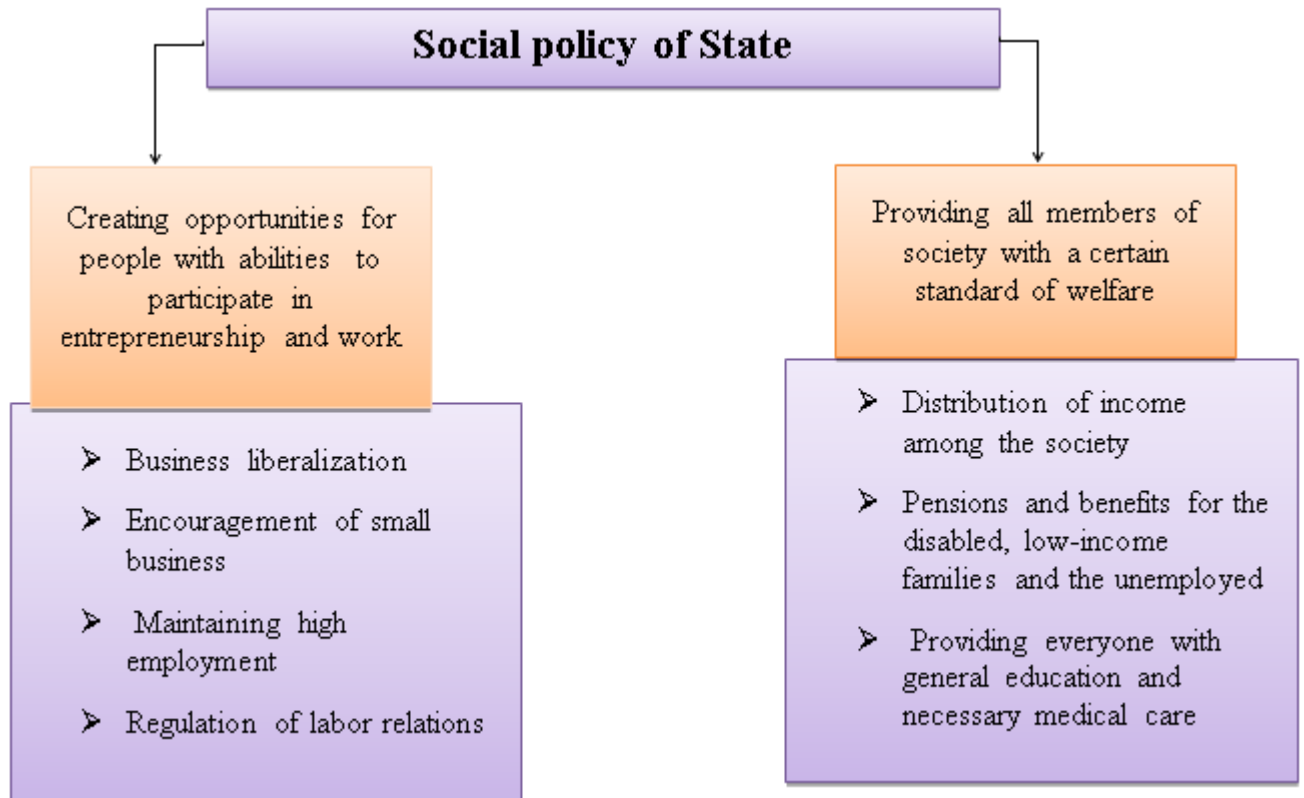 Social policy of State
Creating opportunities for
people with abilities to
participate in
entrepreneurship and work
➤ Business liberalization
➤ Encouragement of small
business
➤ Maintaining high
employment
➤ Regulation of labor relations
Providing all members of
society with a certain
standard of welfare
➤ Distribution of income
among the society
➤ Pensions and benefits for the
disabled, low-income
families and the unemployed
➤ Providing everyone with
general education and
necessary medical care